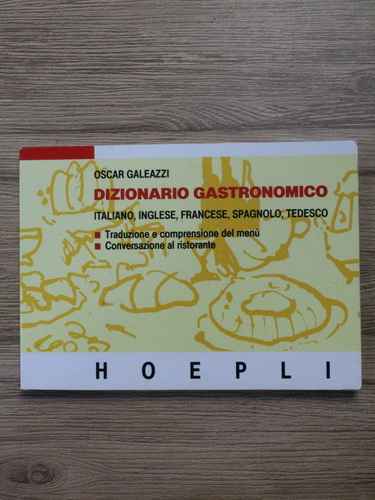 OSCAR GALEAZZI
DIZIONARIO GASTRONOMICO
ITALIANO, INGLESE, FRANCESE, SPAGNOLO, TEDESCO
Traduzione e comprensione del menù
Conversazione al ristorante
HOEPLI